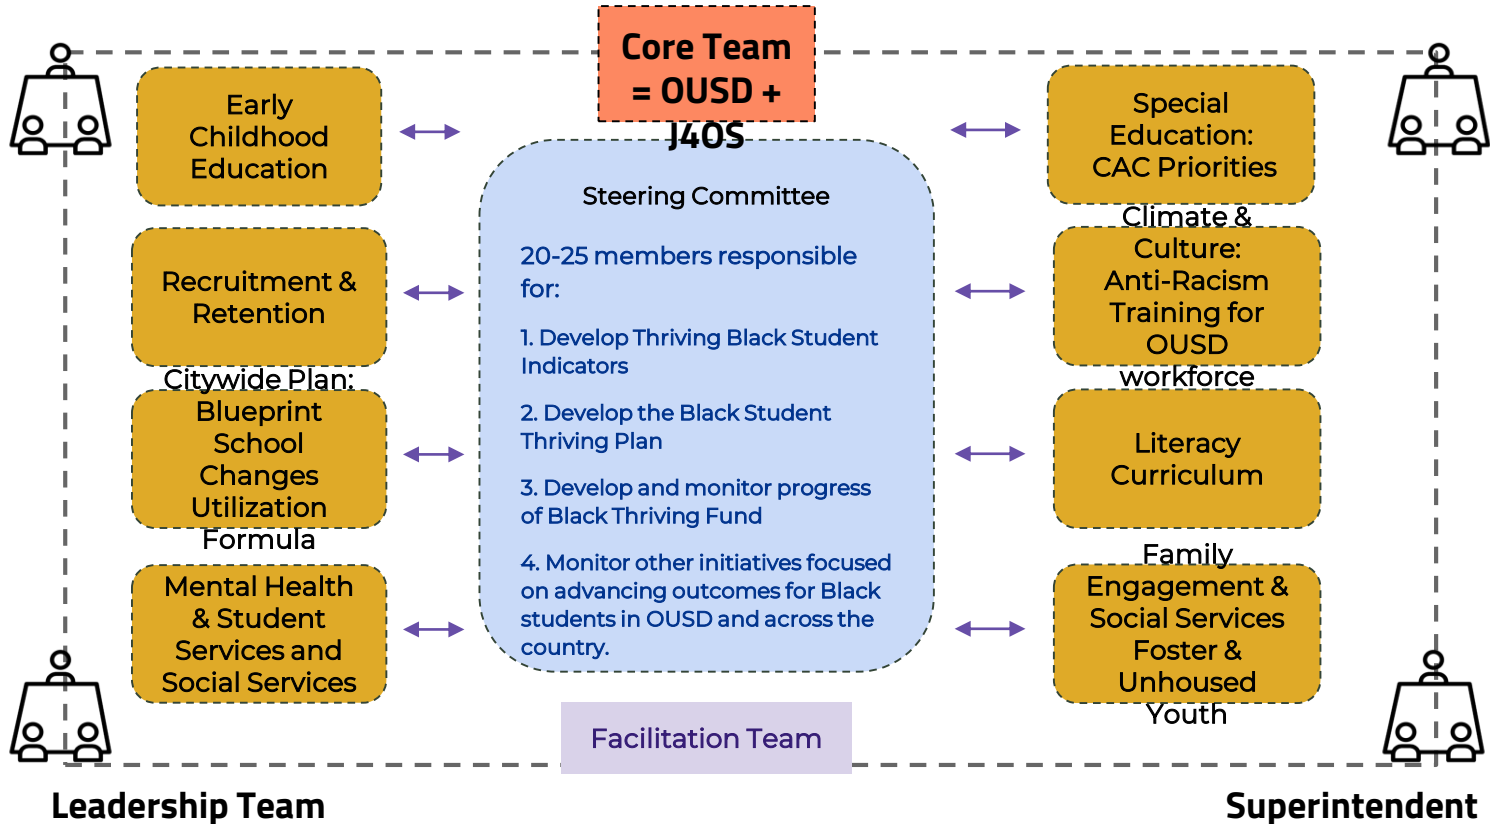 Core Team
= OUSD +
J4OS
Early
Childhood
Education
Recruitment &
Retention
Citywide Plan:
Blueprint
School
Changes
Utilization
Formula
Mental Health
& Student
Services and
Social Services
Steering Committee
20-25 members responsible
for:
1. Develop Thriving Black Student
Indicators
2. Develop the Black Student
Thriving Plan
3. Develop and monitor progress
of Black Thriving Fund
4. Monitor other initiatives focused
on advancing outcomes for Black
students in OUSD and across the
country.
Special
Education:
CAC Priorities
Climate &
Culture:
Anti-Racism
Training for
OUSD
workforce
Literacy
Curriculum
Family
Engagement &
Social Services
Foster &
Unhoused
Youth
Facilitation Team
Leadership Team
Superintendent